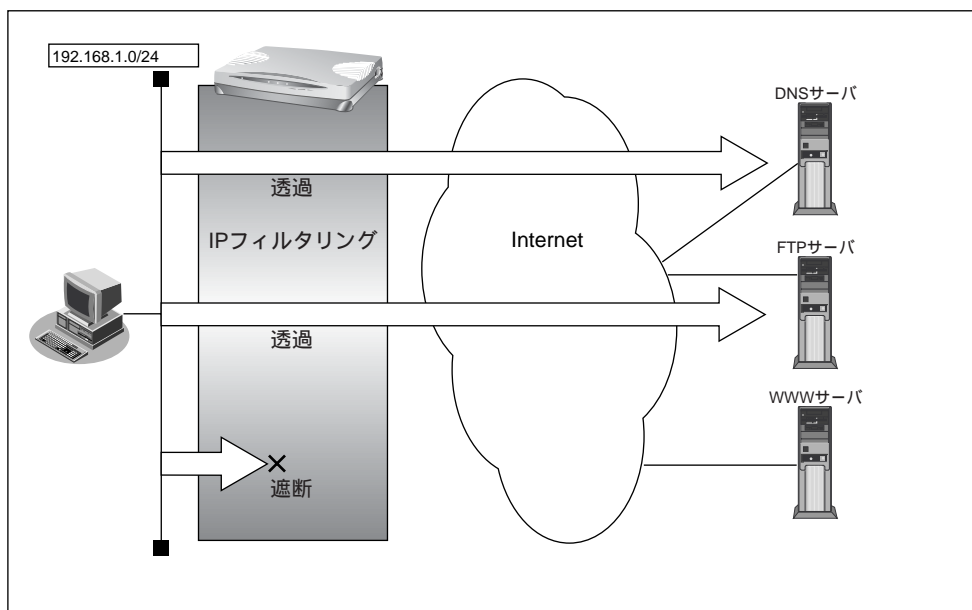 192.168.1.0/24
DNSサーバ
透過
IPフィルタリング
Internet
FTPサーバ
透過
WWWサーバ
遮断